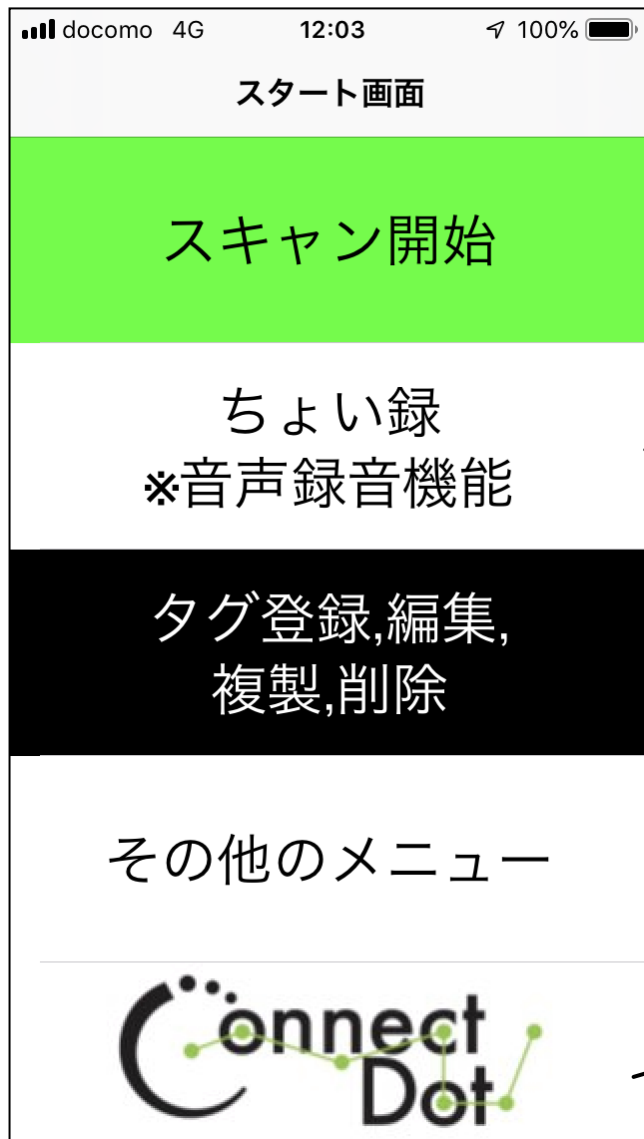 docomo 4G 12:03 100%
スタート画面
スキャン開始
ちょい録
※音声録音機能
タグ登録,編集,
複製,削除
その他のメニュー
Connect
Dot